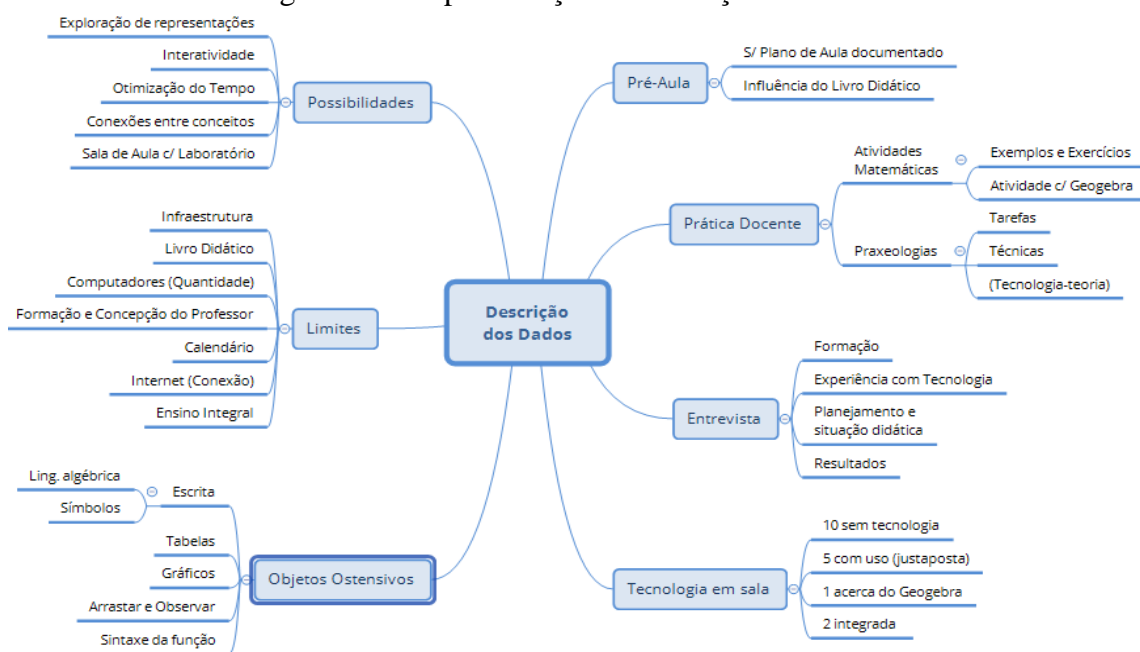 Exploração de representações
Interatividade
Otimização do Tempo
Conexões entre conceitos
Sala de Aula c/ Laboratório
Possibilidades
Infraestrutura
Livro Didático
Computadores (Quantidade)
Formação e Concepção do Professor
Calendário
Internet (Conexão)
Ensino Integral
Limites
Ling. algébrica
Símbolos
Escrita
Tabelas
Gráficos
Arrastar e Observar
Sintaxe da função
Objetos Ostensivos
Descrição
dos Dados
Pré-Aula
S/ Plano de Aula documentado
Influência do Livro Didático
Prática Docente
Atividades
Matemáticas
Exemplos e Exercícios
Atividade c/ Geogebra
Praxeologias
Tarefas
Técnicas
(Tecnologia-teoria)
Entrevista
Formação
Experiência com Tecnologia
Planejamento e
situação didática
Resultados
Tecnologia em sala
10 sem tecnologia
5 com uso (justaposta)
1 acerca do Geogebra
2 integrada